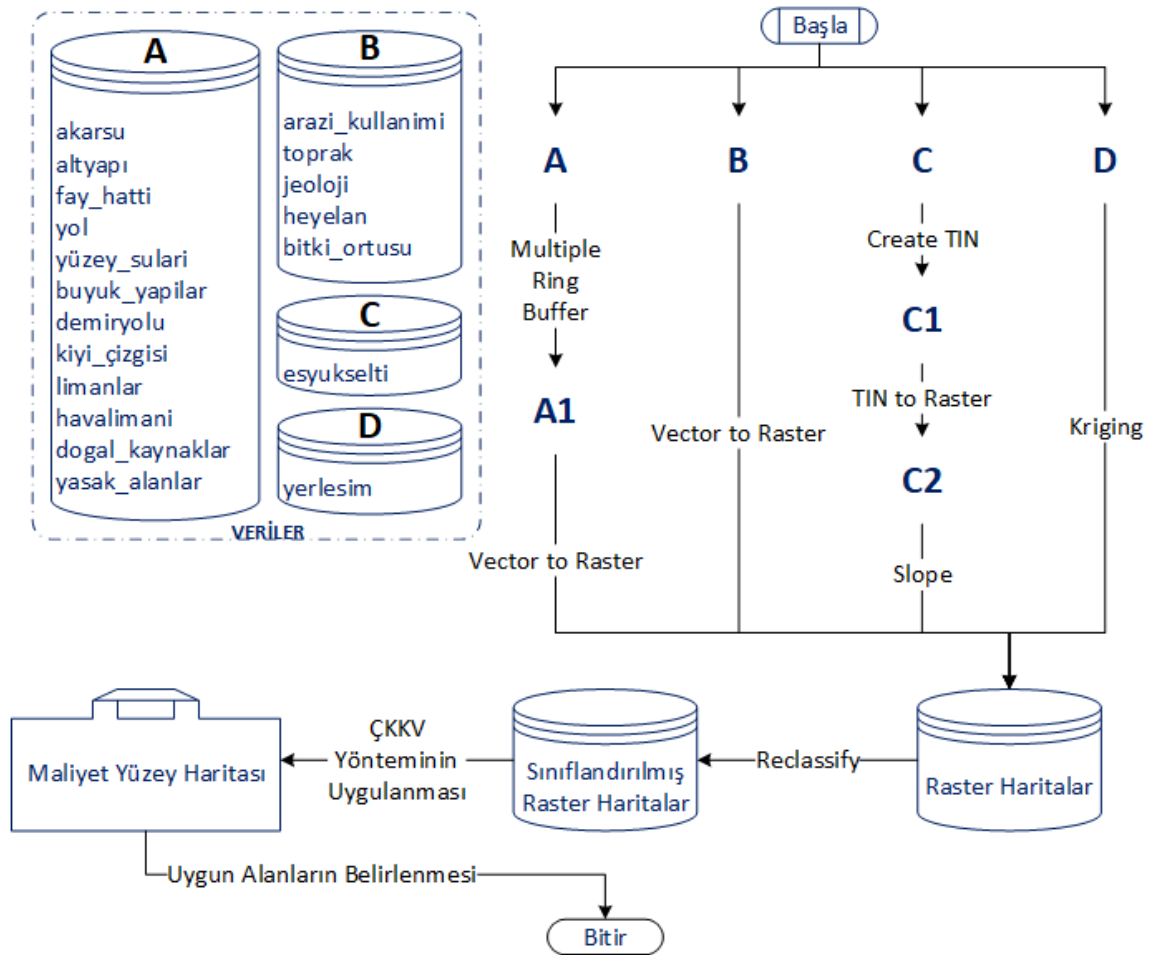 A
akarsu
altyapı
fay_hatti
yol
yüzey_sulari
buyuk_yapilar
demiryolu
kiyi_çizgisi
limanlar
havalimani
dogal_kaynaklar
yasak_alanlar
B
arazi_kullanimi
toprak
jeoloji
heyelan
bitki_ortusu
C
esyukselti
D
yerlesim
VERİLER
Başla
A
Multiple
Ring
Buffer
A1
Vector to Raster
B
Vector to Raster
C
Create TIN
C1
TIN to Raster
C2
Slope
D
Kriging
Raster Haritalar
Reclassify
Sınıflandırılmış
Raster Haritalar
ÇKKV
Yönteminin
Uygulanması
Maliyet Yüzey Haritası
Uygun Alanların Belirlenmesi
Bitir